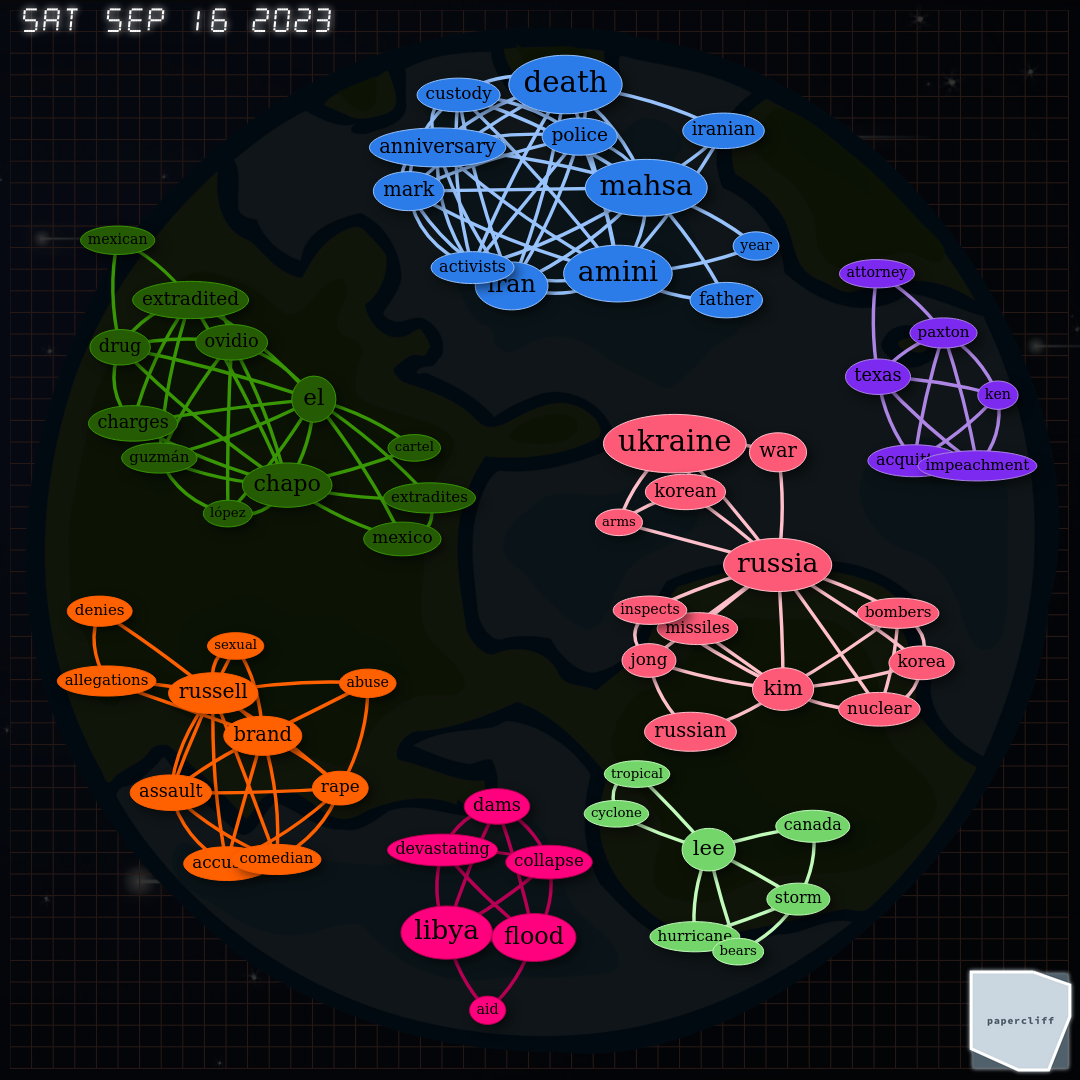 SAT SEP 16 2023
death
custody
police
iranian
anniversary
mark
mahsa
year
activists
iran
amini
father
mexican
extradited
drug
ovidio
el
charges
guzmán
cartel
chapo
extradites
lópez
mexico
attorney
paxton
texas
ken
impeachment
ukraine
war
korean
arms
russia
inspects
missiles
bombers
jong
korea
kim
nuclear
russian
denies
sexual
allegations
russell
abuse
brand
assault
rape
comedian
dams
devastating
collapse
libya
flood
aid
tropical
cyclone
canada
lee
storm
hurricane
bears
papercliff